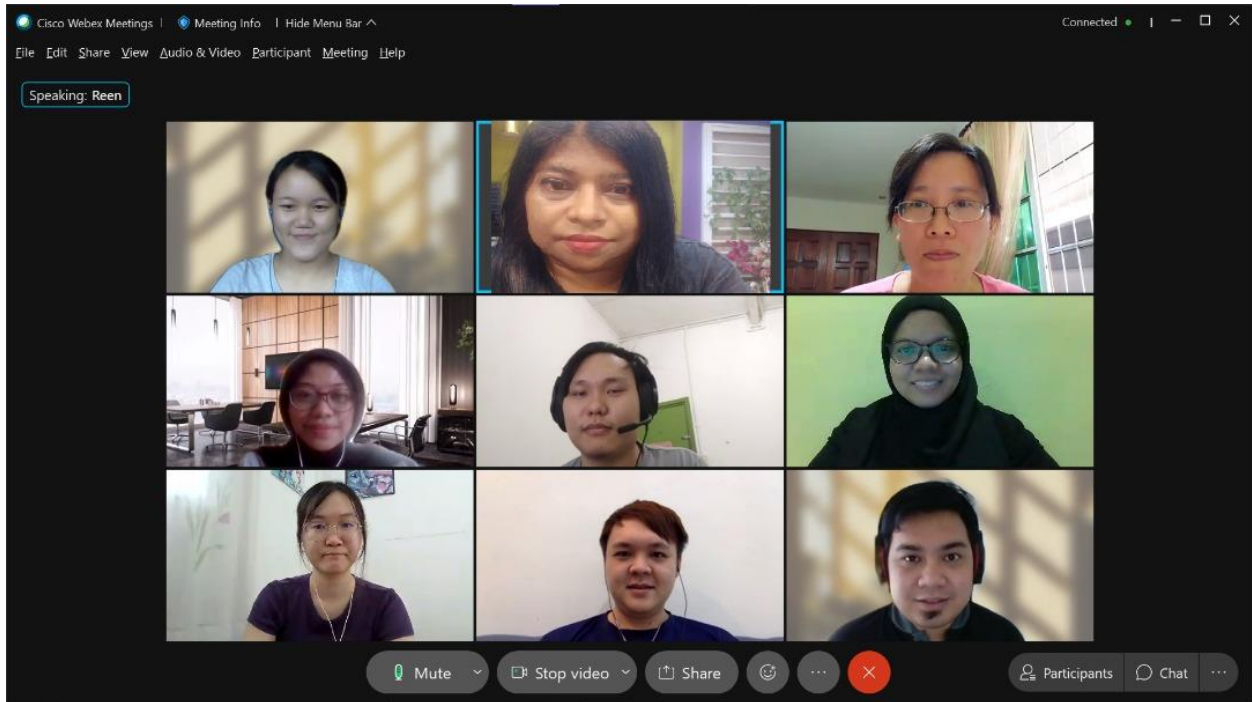 Cisco Webex Meetings | Meeting Info | Hide Menu Bar Connected
File Edit Share View Audio & Video Participant Meeting Help
Speaking: Reen
Mute Stop video Share Participants Chat